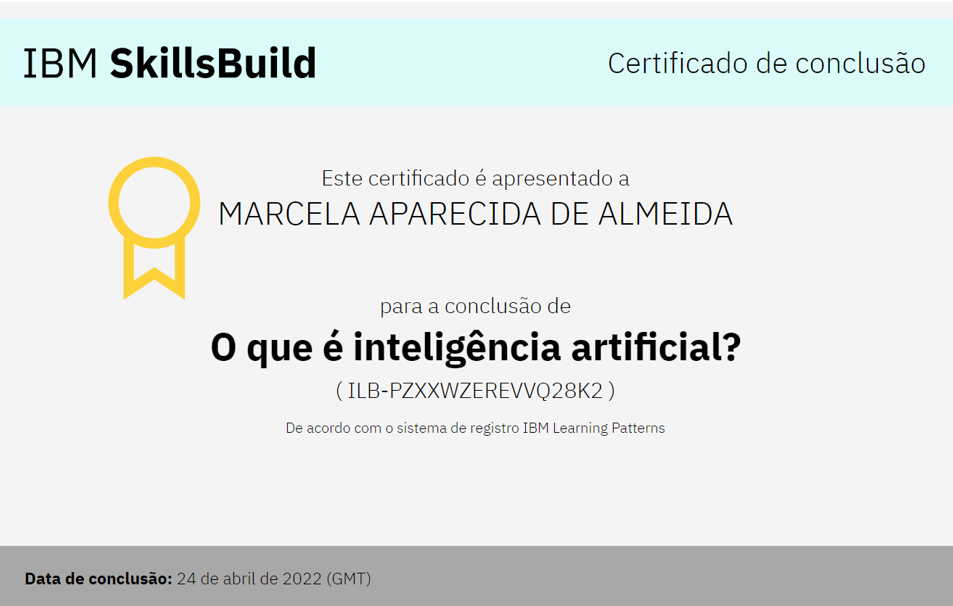 IBM SkillsBuild
Certificado de conclusão
Este certificado é apresentado a
MARCELA APARECIDA DE ALMEIDA
para a conclusão de
O que é inteligência artificial?
( ILB-PZXXWZEREVVQ28K2 )
De acordo com o sistema de registro IBM Learning Patterns
Data de conclusão: 24 de abril de 2022 (GMT)